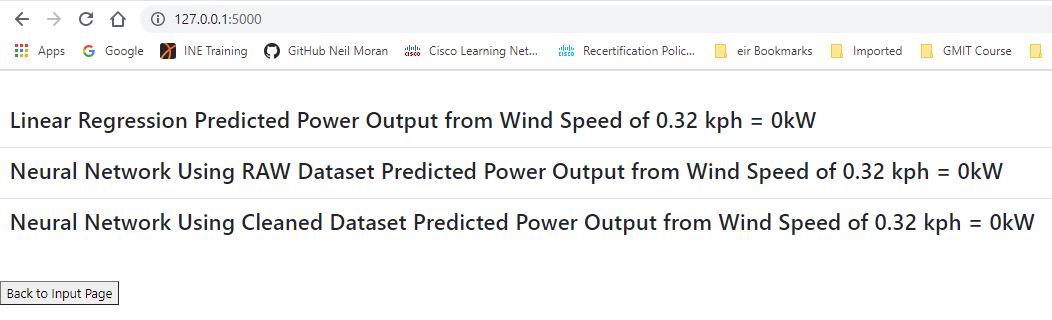 127.0.0.1:5000
Apps Google INE Training GitHub Neil Moran Cisco Learning Net... Recertification Polic... eir Bookmarks Imported GMIT Course
Linear Regression Predicted Power Output from Wind Speed of 0.32 kph = 0kW
Neural Network Using RAW Dataset Predicted Power Output from Wind Speed of 0.32 kph = 0kW
Neural Network Using Cleaned Dataset Predicted Power Output from Wind Speed of 0.32 kph = 0kW
Back to Input Page